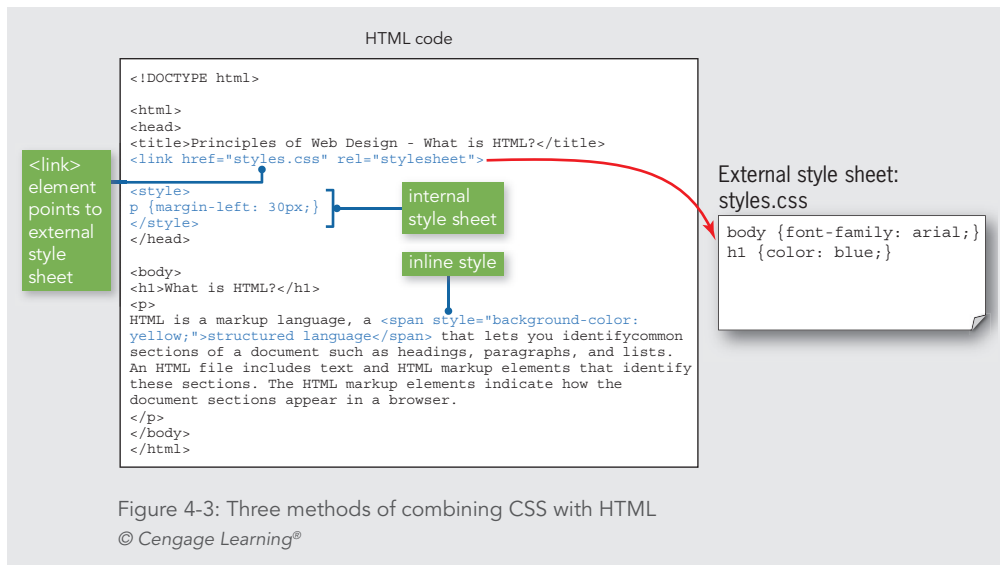 HTML code
<!DOCTYPE html>
<html>
<head>
<title>Principles of Web Design - What is HTML?</title>
<link href="styles.css" rel="stylesheet">
<style>
p {margin-left: 30px;}
</style>
</head>
<body>
<h1>What is HTML?</h1>
<p>
HTML is a markup language, a <span style="background-color:
yellow;">structured language</span> that lets you identifycommon
sections of a document such as headings, paragraphs, and lists.
An HTML file includes text and HTML markup elements that identify
these sections. The HTML markup elements indicate how the
document sections appear in a browser.
</p>
</body>
</html>
<link>
element
points to
external
style
sheet
internal
style sheet
inline style
External style sheet:
styles.css
body {font-family: arial;}
h1 {color: blue;}
Figure 4-3: Three methods of combining CSS with HTML
© Cengage Learning®